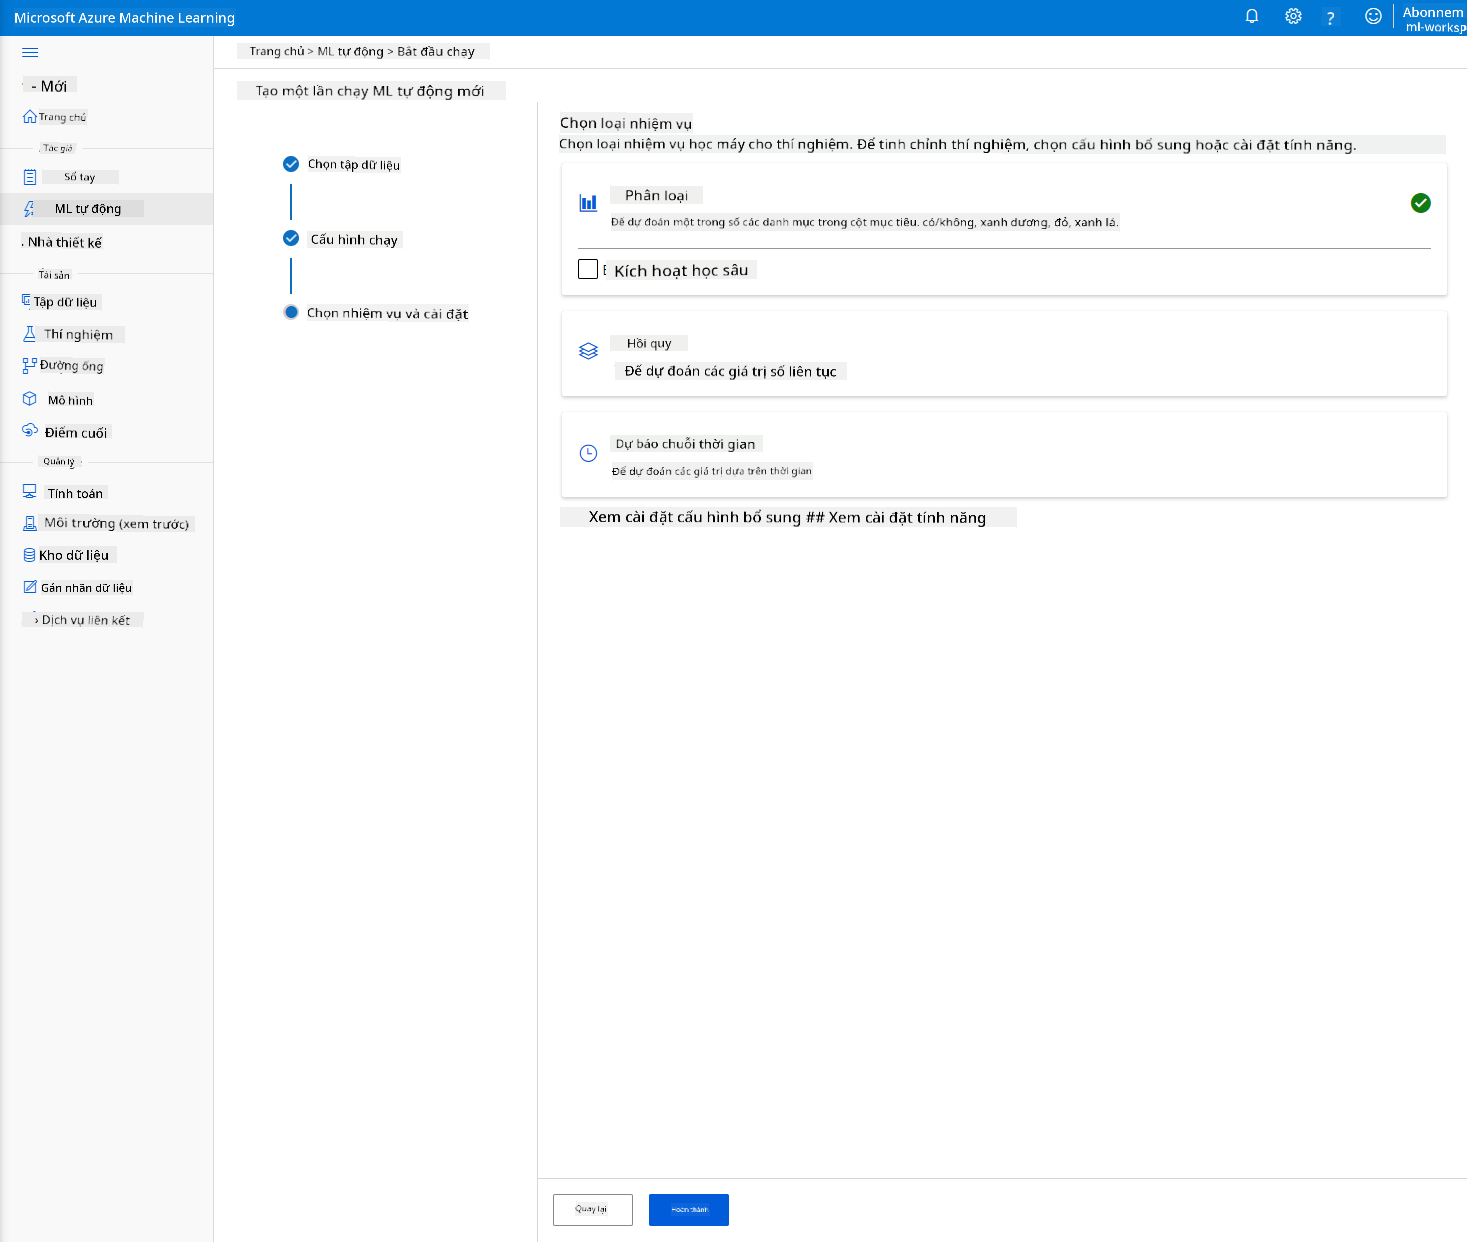 Microsoft Azure Machine Learning
?
Abonnem
ml-worksp
- Mới
Trang chủ
Tác giả
Sổ tay
ML tự động
. Nhà thiết kế
Tài sản
Tập dữ liệu
Thí nghiệm
Đường ống
Mô hình
Điểm cuối
Quản lý
Tính toán
Môi trường (xem trước)
Kho dữ liệu
Gán nhãn dữ liệu
› Dịch vụ liên kết
Trang chủ > ML tự động > Bắt đầu chạy
Tạo một lần chạy ML tự động mới
Chọn tập dữ liệu
Cấu hình chạy
Chọn nhiệm vụ và cài đặt
Chọn loại nhiệm vụ
Chọn loại nhiệm vụ học máy cho thí nghiệm. Để tinh chỉnh thí nghiệm, chọn cấu hình bổ sung hoặc cài đặt tính năng.
Phân loại
Để dự đoán một trong số các danh mục trong cột mục tiêu. có/không, xanh dương, đỏ, xanh lá.
Kích hoạt học sâu
Hồi quy
Để dự đoán các giá trị số liên tục
Dự báo chuỗi thời gian
Để dự đoán các giá trị dựa trên thời gian
Xem cài đặt cấu hình bổ sung ## Xem cài đặt tính năng
Quay lại
Hoàn thành